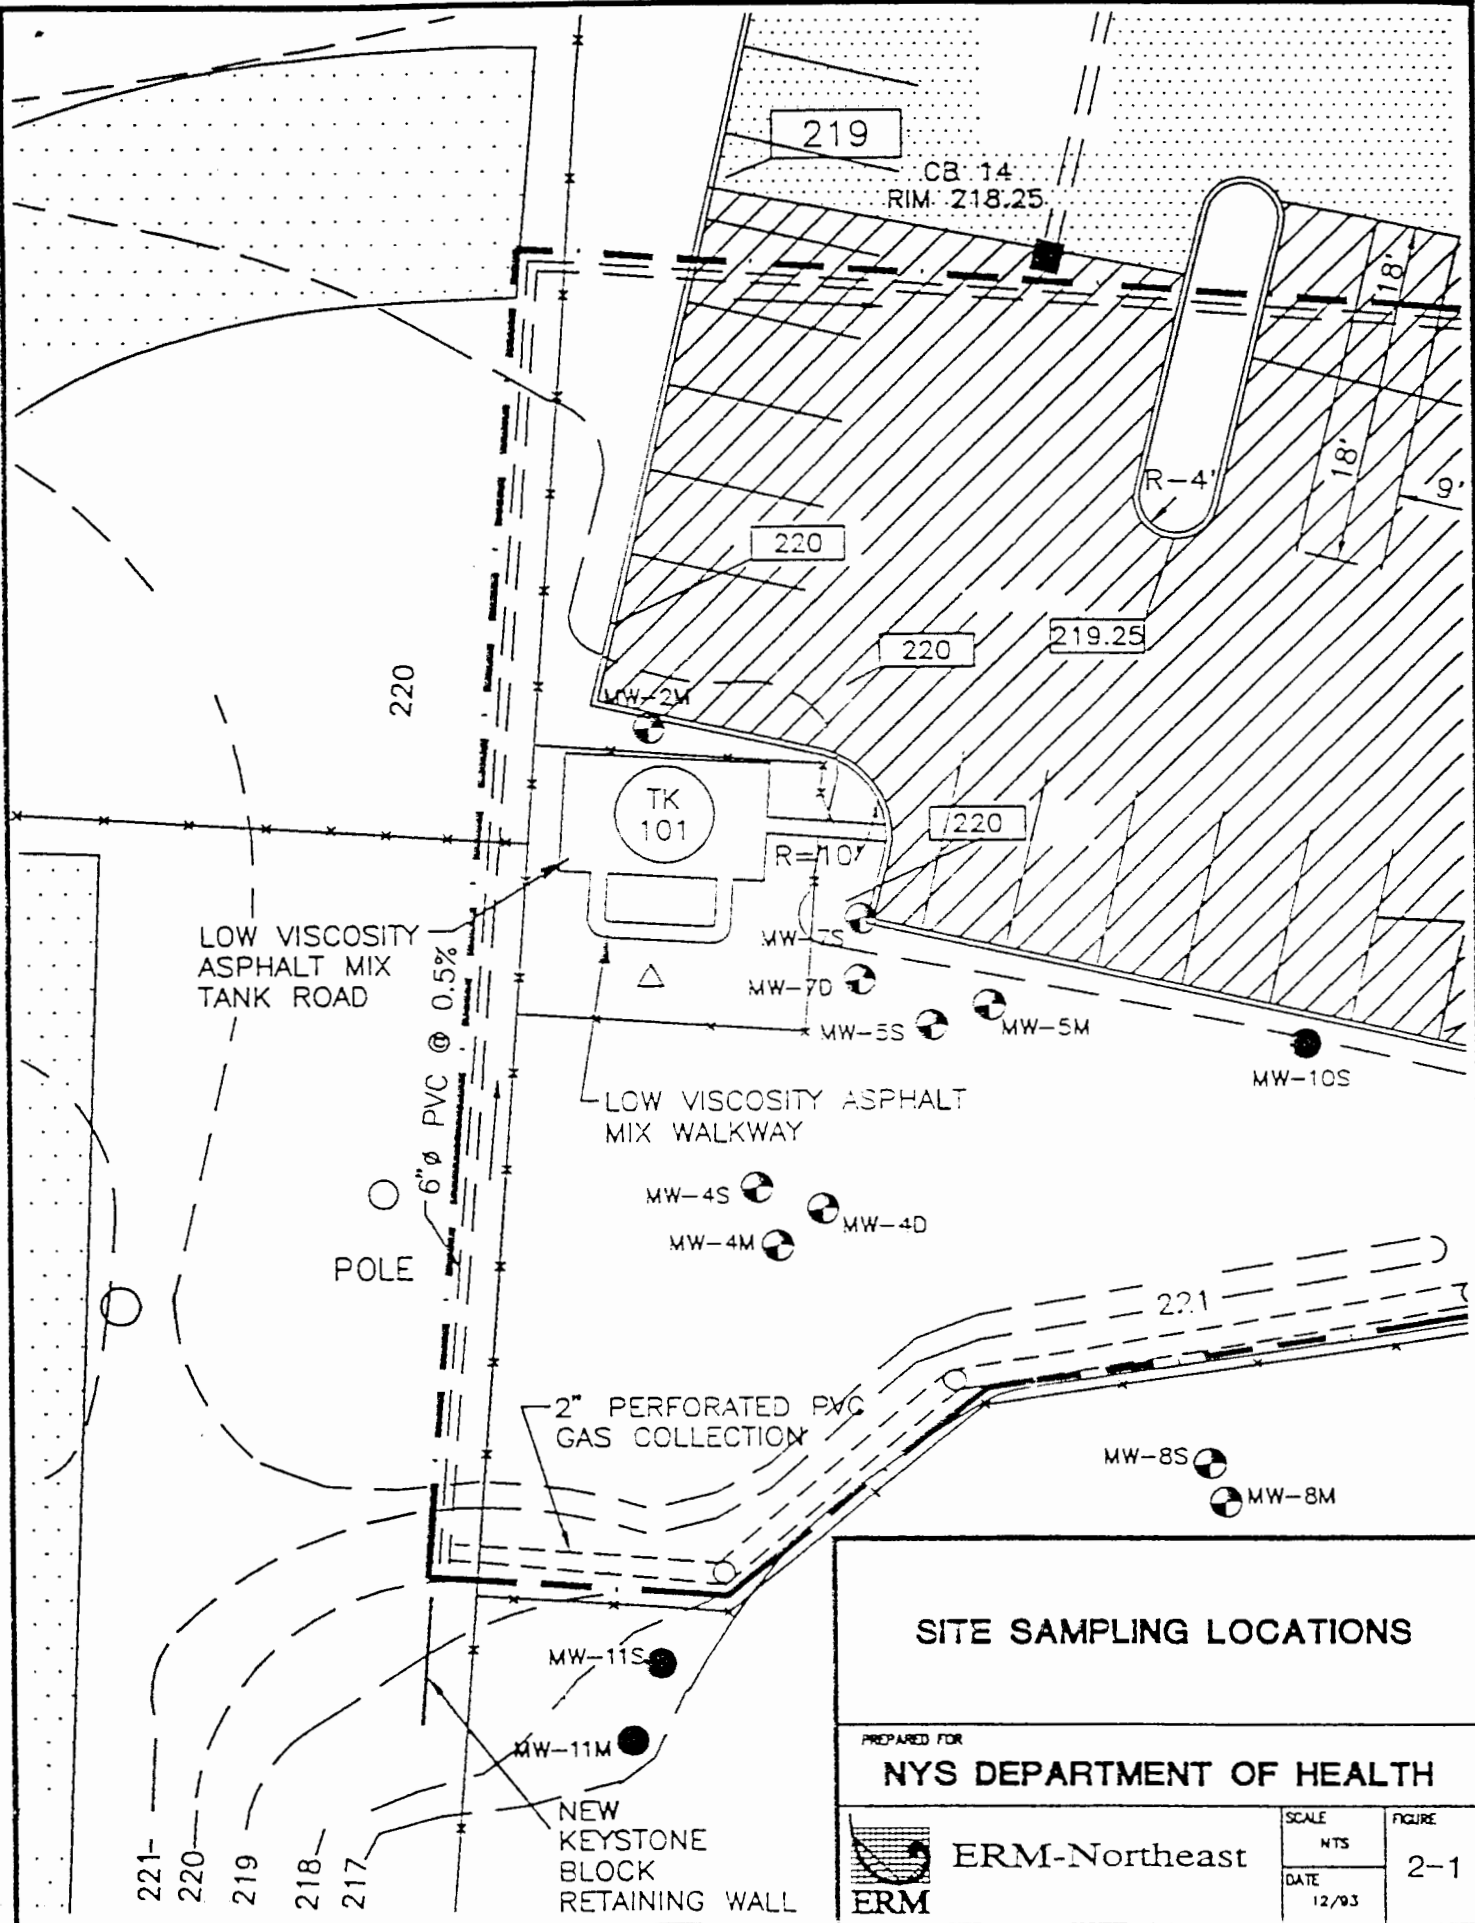 219
CB 14
RIM 218.25
18'
18'
R-4'
9'
220
219.25
220
220
MW-2M
TK
101
220
R=10'
LOW VISCOSITY
ASPHALT MIX
TANK ROAD
MW-7S
MW-7D
MW-5S
MW-5M
MW-10S
6"ø PVC @ 0.5%
LOW VISCOSITY ASPHALT
MIX WALKWAY
MW-4S
MW-4D
MW-4M
POLE
221
2" PERFORATED PVC
GAS COLLECTION
MW-8S
MW-8M
MW-11S
MW-11M
NEW
KEYSTONE
BLOCK
RETAINING WALL
221
220
219
218
217
SITE SAMPLING LOCATIONS
PREPARED FOR
NYS DEPARTMENT OF HEALTH
ERM
ERM-Northeast
SCALE
NTS
DATE
12/93
FIGURE
2-1